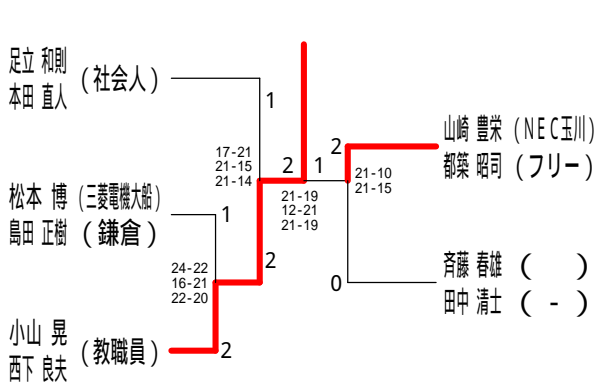 足立 和則
本田 直人
(社会人)
1
17-21
21-15
21-14
2
1
2
山崎 豊栄 (NEC玉川)
都築 昭司 (フリー)
21-10
21-15
21-19
12-21
21-19
松本 博 (三菱電機大船)
島田 正樹 (鎌倉)
1
2
24-22
16-21
22-20
0
斉藤 春雄 ( )
田中 清士 ( - )
小山 晃
西下 良夫
(教職員)
2